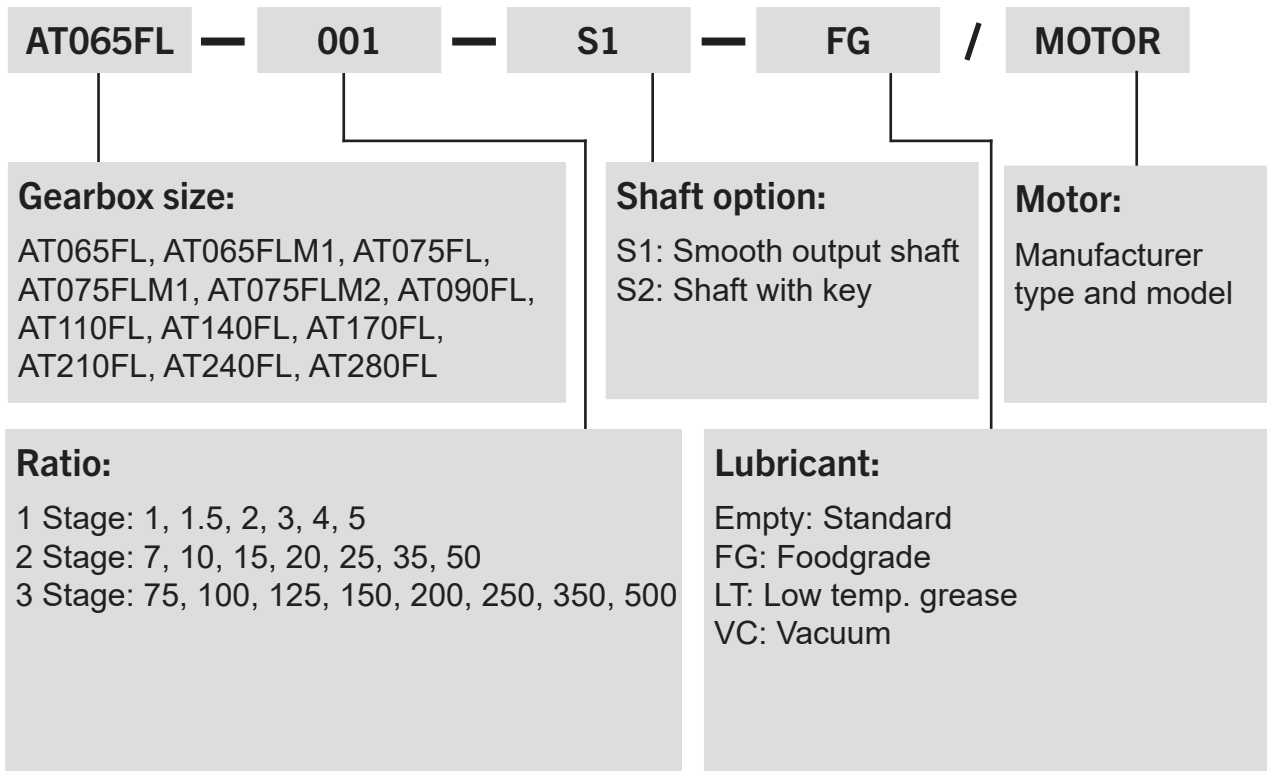 AT065FL — 001 — S1 — FG / MOTOR
Gearbox size:
AT065FL, AT065FLM1, AT075FL,
AT075FLM1, AT075FLM2, AT090FL,
AT110FL, AT140FL, AT170FL,
AT210FL, AT240FL, AT280FL
Shaft option:
S1: Smooth output shaft
S2: Shaft with key
Motor:
Manufacturer
type and model
Ratio:
1 Stage: 1, 1.5, 2, 3, 4, 5
2 Stage: 7, 10, 15, 20, 25, 35, 50
3 Stage: 75, 100, 125, 150, 200, 250, 350, 500
Lubricant:
Empty: Standard
FG: Foodgrade
LT: Low temp. grease
VC: Vacuum